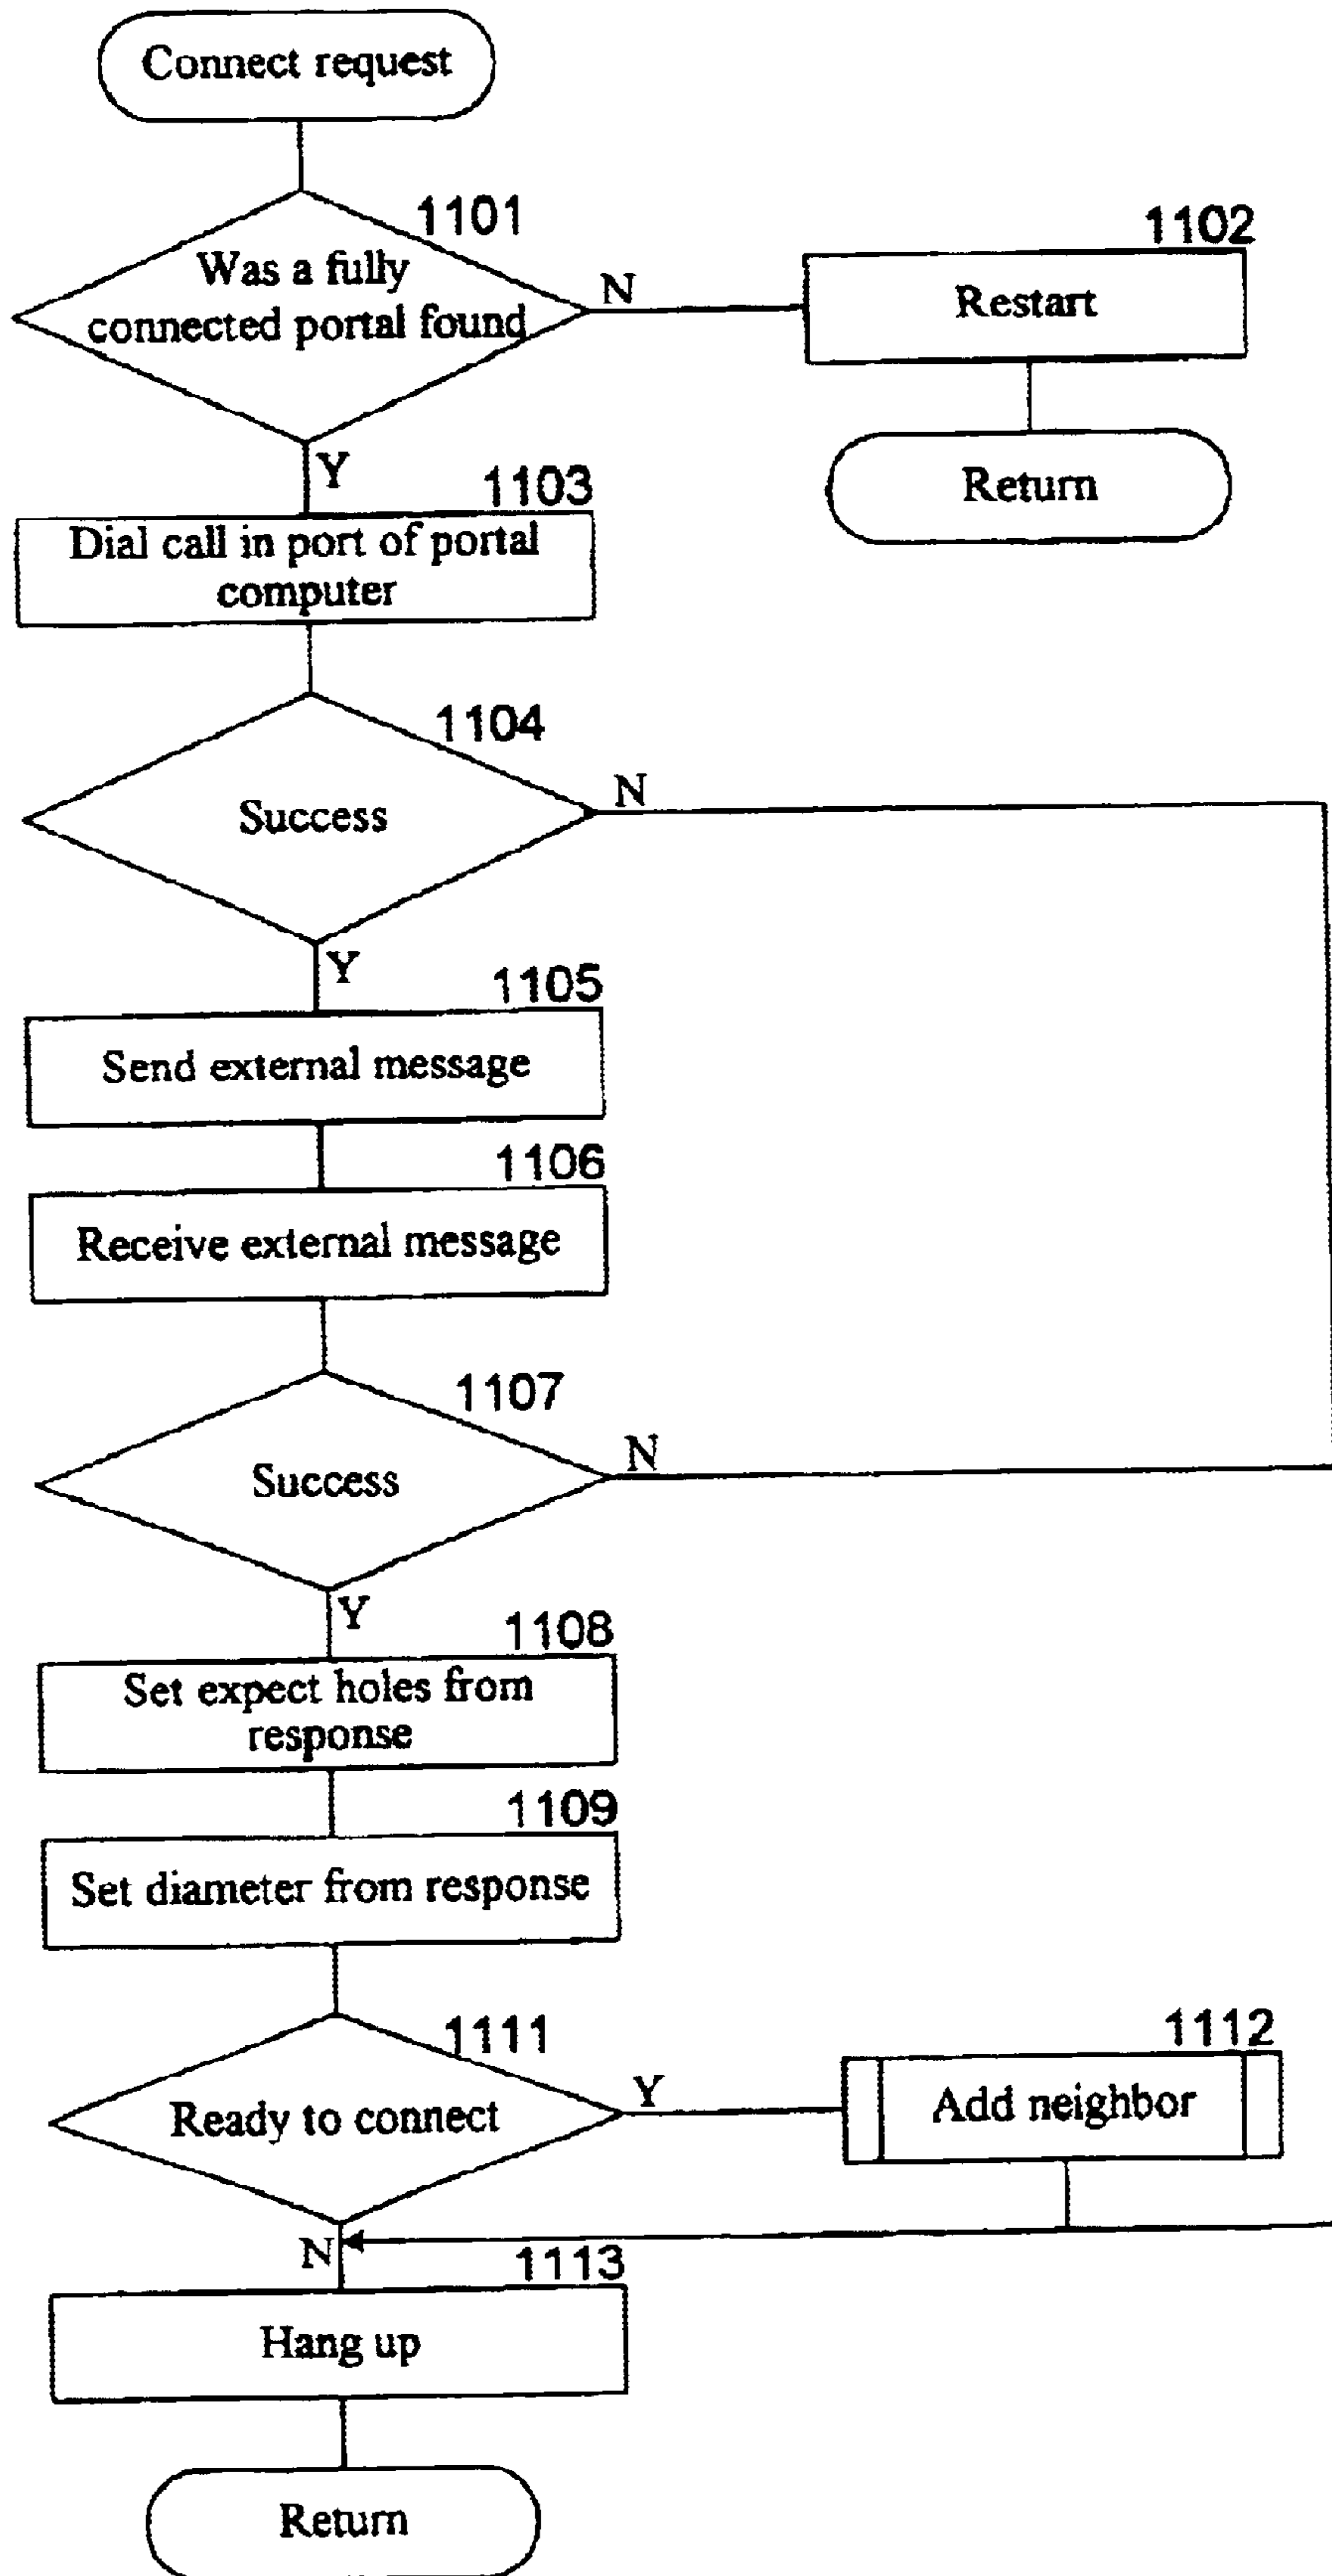 Connect request
1101
Was a fully
connected portal found
N
1102
Restart
Return
Y
1103
Dial call in port of portal
computer
1104
Success
N
Y
1105
Send external message
1106
Receive external message
1107
Success
N
Y
1108
Set expect holes from
response
1109
Set diameter from response
1111
Ready to connect
Y
1112
Add neighbor
N
1113
Hang up
Return